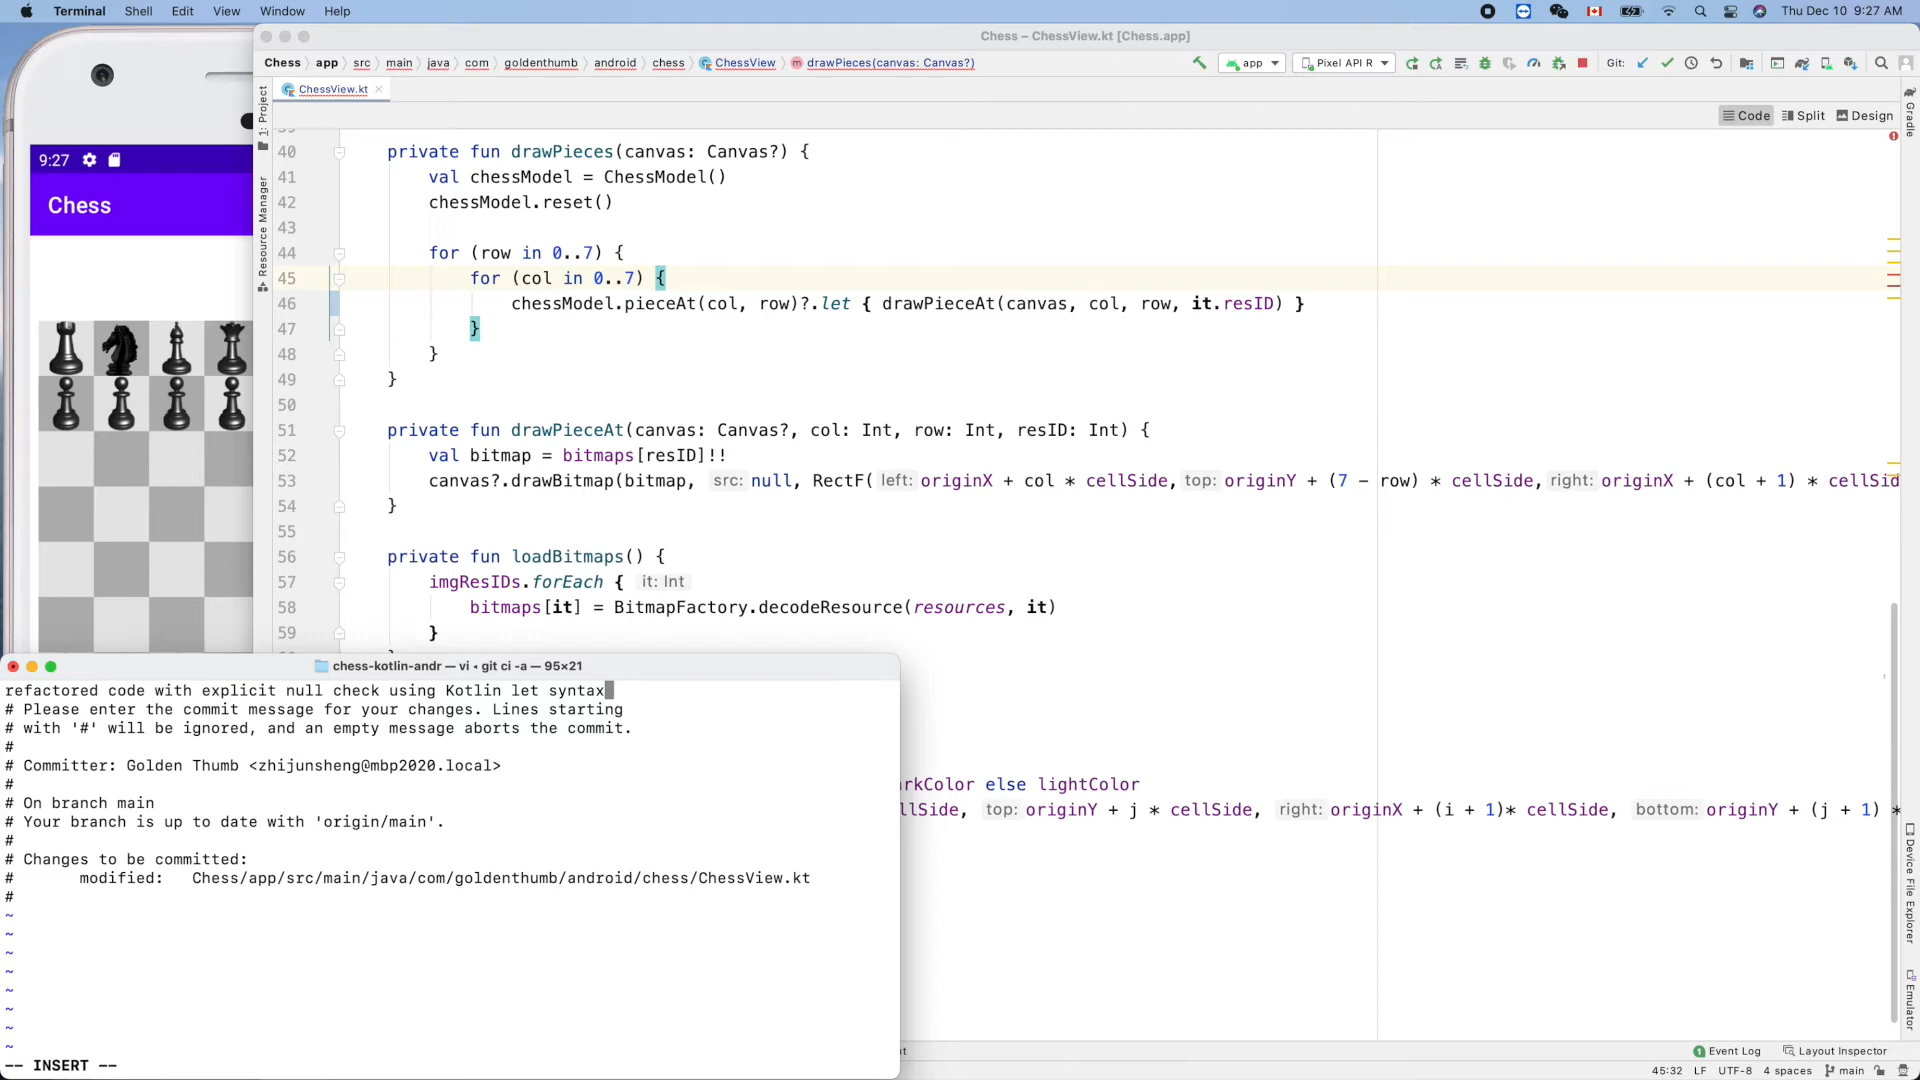 Terminal Shell Edit View Window Help Thu Dec 10 9:27 AM
Chess – ChessView.kt [Chess.app]
Chess app src main java com goldenthumb android chess ChessView drawPieces(canvas: Canvas?) app Pixel API R Git:
ChessView.kt
Code Split Design
1: Project
Resource Manager
Gradle
Device File Explorer
Emulator
9:27
Chess
40 private fun drawPieces(canvas: Canvas?) {
41 val chessModel = ChessModel()
42 chessModel.reset()
43
44 for (row in 0..7) {
45 for (col in 0..7) {
46 chessModel.pieceAt(col, row)?.let { drawPieceAt(canvas, col, row, it.resID) }
47 }
48 }
49 }
50
51 private fun drawPieceAt(canvas: Canvas?, col: Int, row: Int, resID: Int) {
52 val bitmap = bitmaps[resID]!!
53 canvas?.drawBitmap(bitmap, src: null, RectF( left: originX + col * cellSide, top: originY + (7 - row) * cellSide, right: originX + (col + 1) * cellSid
54 }
55
56 private fun loadBitmaps() {
57 imgResIDs.forEach { it: Int
58 bitmaps[it] = BitmapFactory.decodeResource(resources, it)
59 }
rkColor else lightColor
llSide, top: originY + j * cellSide, right: originX + (i + 1)* cellSide, bottom: originY + (j + 1) *
chess-kotlin-andr — vi ◂ git ci -a — 95×21
refactored code with explicit null check using Kotlin let syntax
# Please enter the commit message for your changes. Lines starting
# with '#' will be ignored, and an empty message aborts the commit.
#
# Committer: Golden Thumb <zhijunsheng@mbp2020.local>
#
# On branch main
# Your branch is up to date with 'origin/main'.
#
# Changes to be committed:
# modified: Chess/app/src/main/java/com/goldenthumb/android/chess/ChessView.kt
#
~
~
~
~
~
~
~
~
-- INSERT --
1 Event Log Layout Inspector
45:32 LF UTF-8 4 spaces main